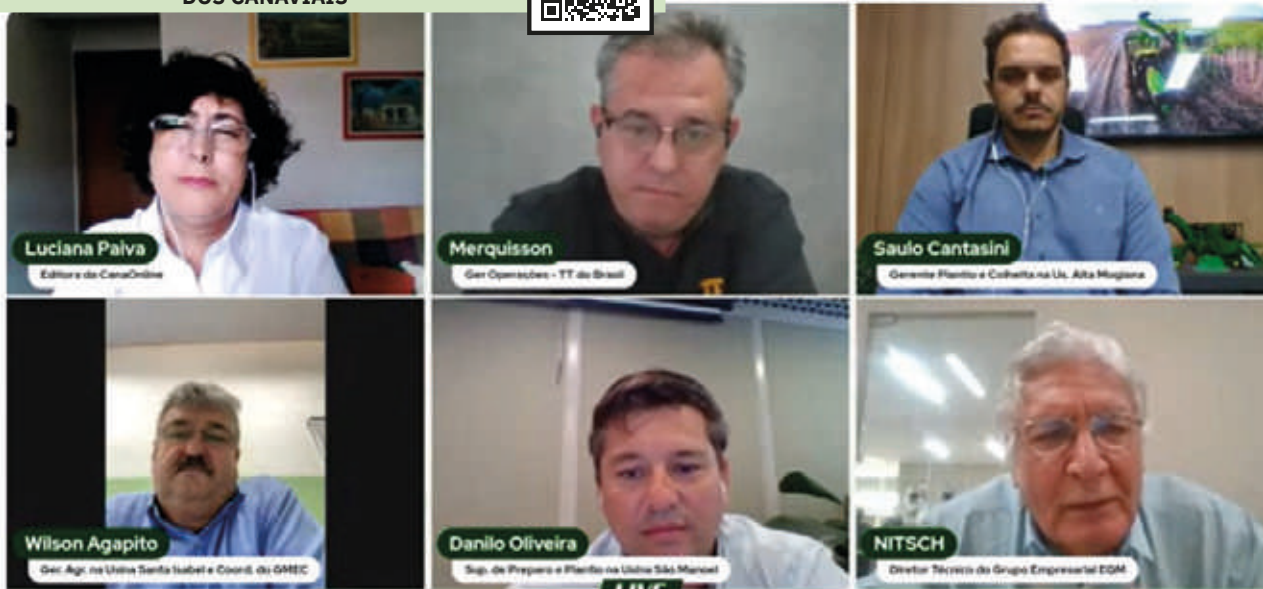 DOS CANAVIAIS
Luciana Paiva
Editora do CanaOnline
Merquisson
Ger Operações - TT do Brasil
Saulo Cantasini
Gerente Plantio e Colheita na Us. Alta Mogiana
Wilson Agapito
Ger. Agr. na Usina Santa Isabel e Coord. do GMEC
Danilo Oliveira
Sup. de Preparo e Plantio na Usina São Manoel
NITSCH
Diretor Técnico do Grupo Empresarial EQM
LIVE